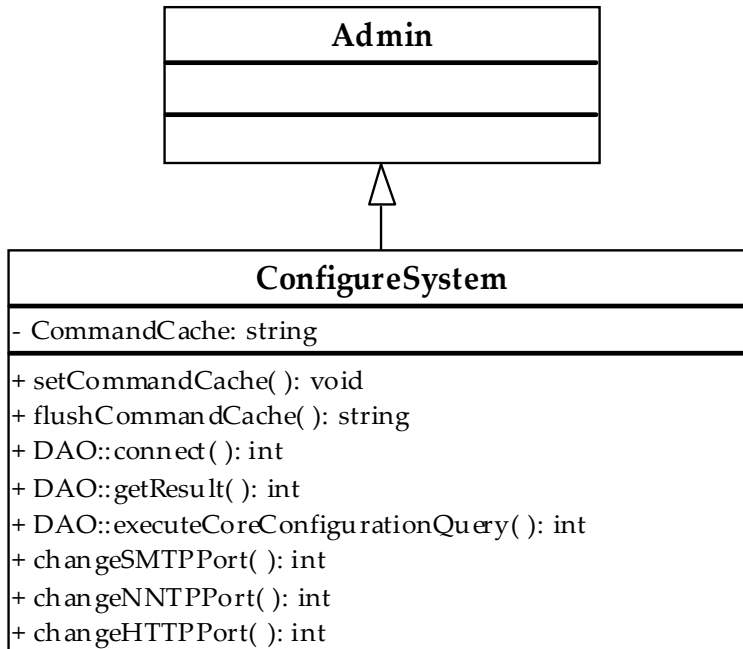 Admin
ConfigureSystem
- CommandCache: string
+ setCommandCache( ): void
+ flushCommandCache( ): string
+ DAO::connect( ): int
+ DAO::getResult( ): int
+ DAO::executeCoreConfigurationQuery( ): int
+ changeSMTPPort( ): int
+ changeNNTPPort( ): int
+ changeHTTPPort( ): int